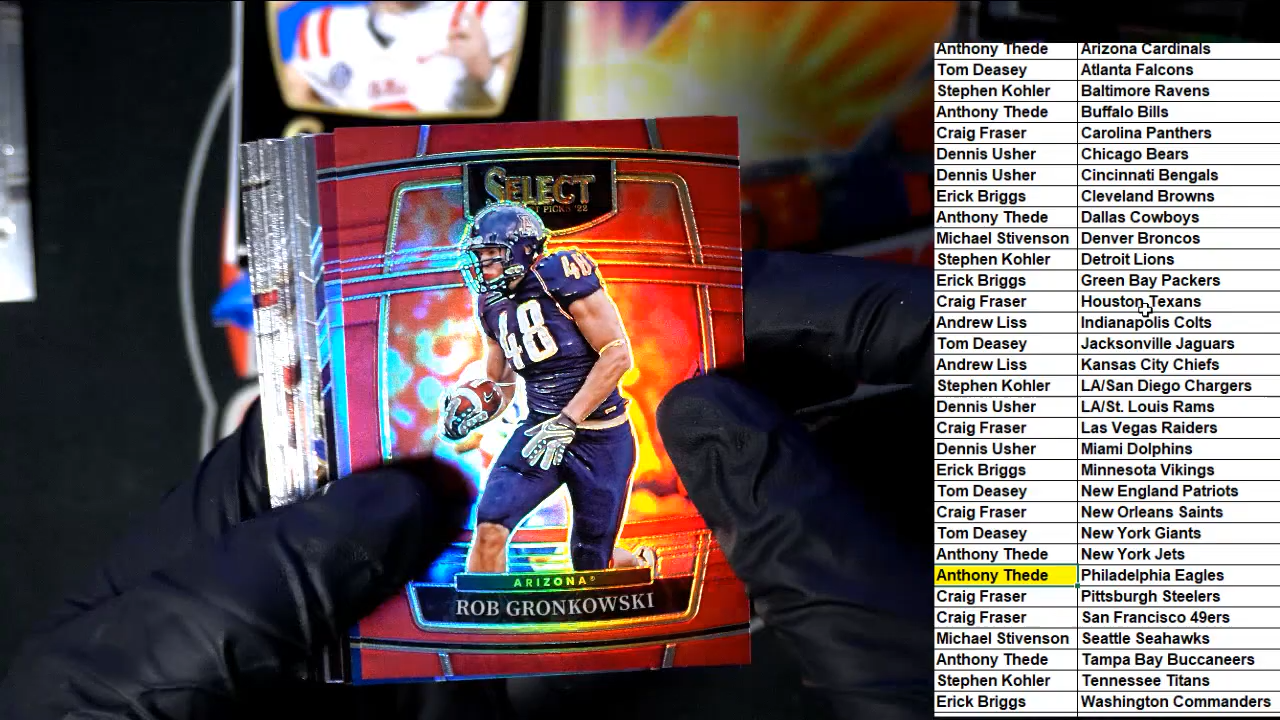 SELECT
T PICKS '22
48
48
ARIZONA
ROB GRONKOWSKI
Anthony Thede Arizona Cardinals
Tom Deasey Atlanta Falcons
Stephen Kohler Baltimore Ravens
Anthony Thede Buffalo Bills
Craig Fraser Carolina Panthers
Dennis Usher Chicago Bears
Dennis Usher Cincinnati Bengals
Erick Briggs Cleveland Browns
Anthony Thede Dallas Cowboys
Michael Stivenson Denver Broncos
Stephen Kohler Detroit Lions
Erick Briggs Green Bay Packers
Craig Fraser Houston Texans
Andrew Liss Indianapolis Colts
Tom Deasey Jacksonville Jaguars
Andrew Liss Kansas City Chiefs
Stephen Kohler LA/San Diego Chargers
Dennis Usher LA/St. Louis Rams
Craig Fraser Las Vegas Raiders
Dennis Usher Miami Dolphins
Erick Briggs Minnesota Vikings
Tom Deasey New England Patriots
Craig Fraser New Orleans Saints
Tom Deasey New York Giants
Anthony Thede New York Jets
Anthony Thede Philadelphia Eagles
Craig Fraser Pittsburgh Steelers
Craig Fraser San Francisco 49ers
Michael Stivenson Seattle Seahawks
Anthony Thede Tampa Bay Buccaneers
Stephen Kohler Tennessee Titans
Erick Briggs Washington Commanders